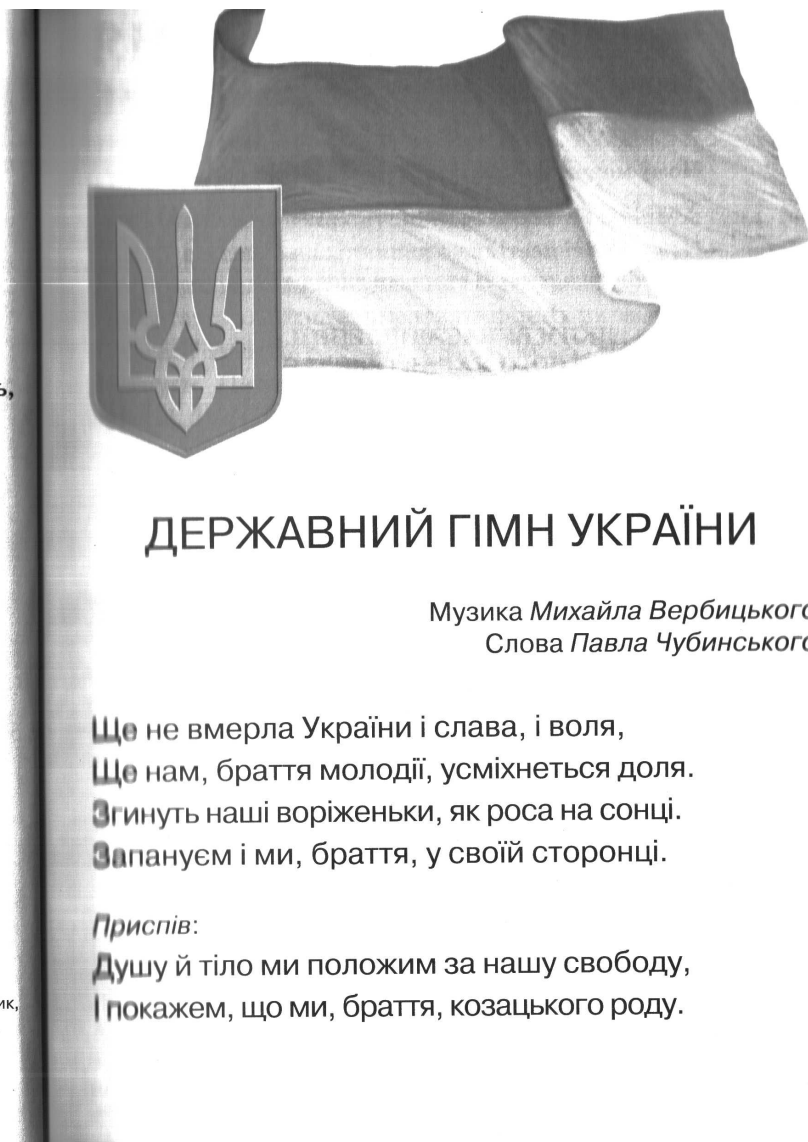 ь,
ДЕРЖАВНИЙ ГІМН УКРАЇНИ
Музика Михайла Вербицького
Слова Павла Чубинського
Ще не вмерла України і слава, і воля,
Ще нам, браття молодії, усміхнеться доля.
Згинуть наші воріженьки, як роса на сонці.
Запануєм і ми, браття, у своїй сторонці.
Приспів:
Душу й тіло ми положим за нашу свободу,
І покажем, що ми, браття, козацького роду.
ик,